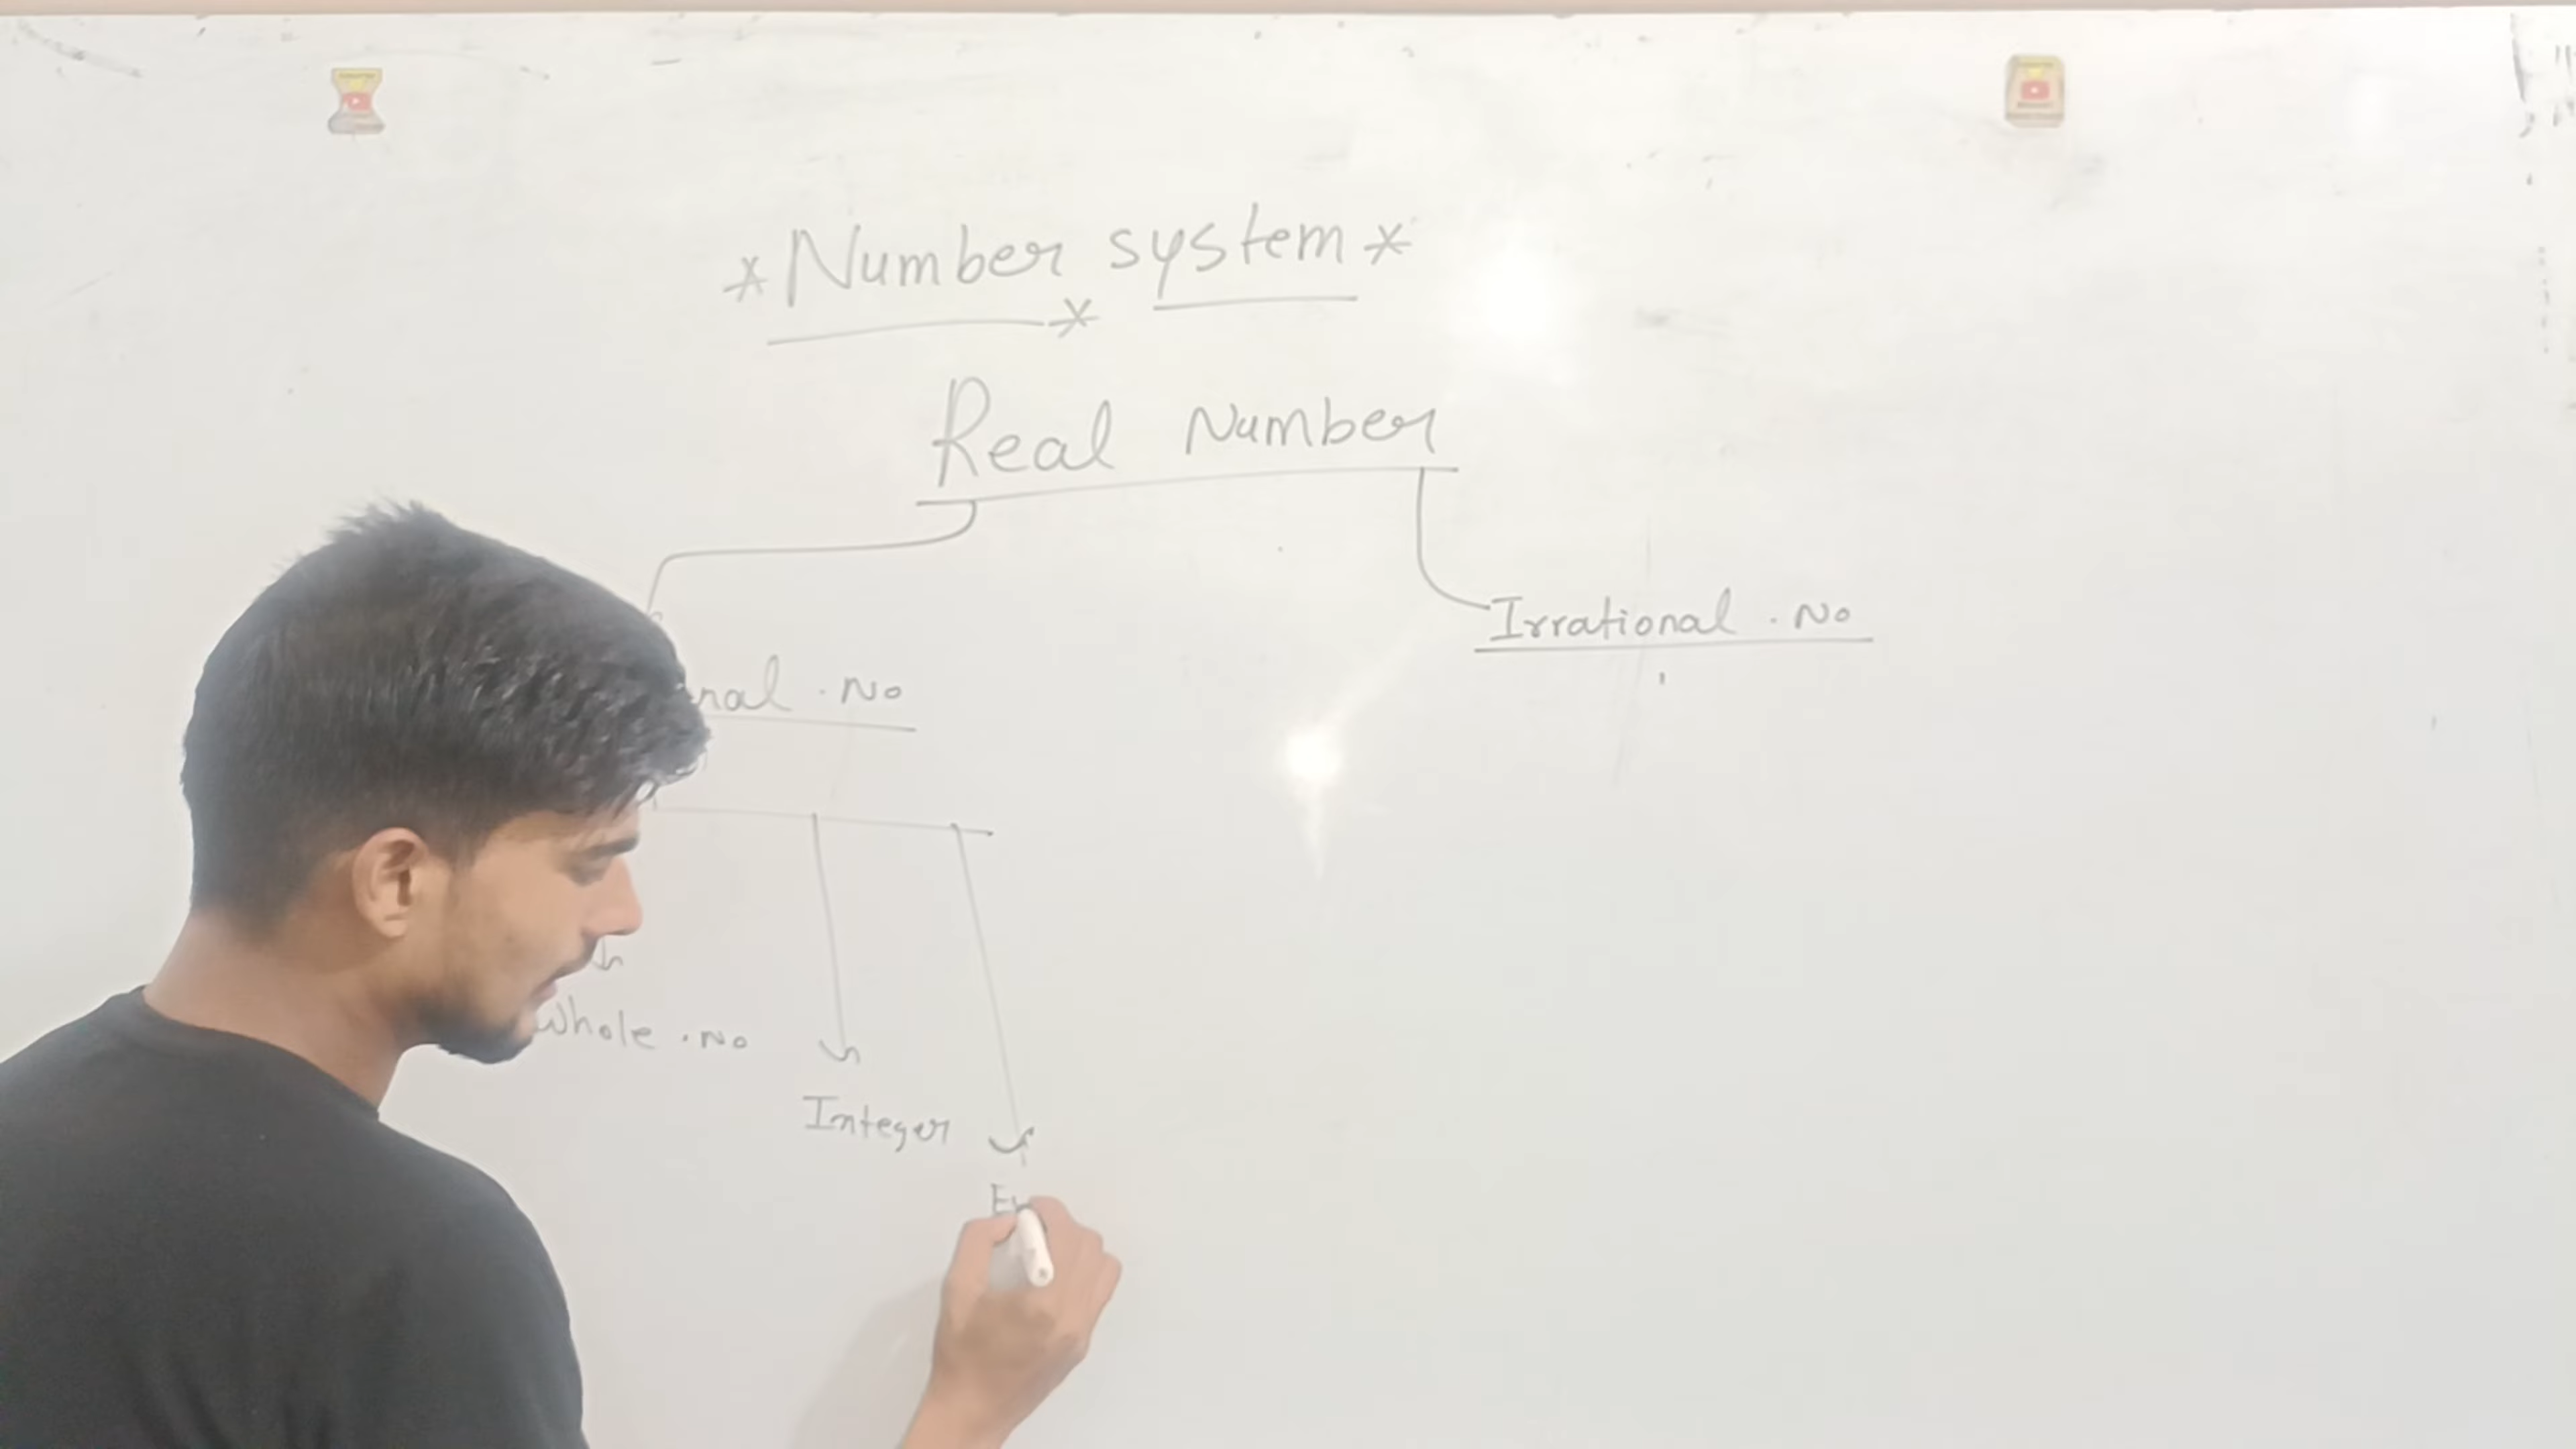 * Number system *
Real Number
Irrational . No
nal . No
Whole . no
Integer